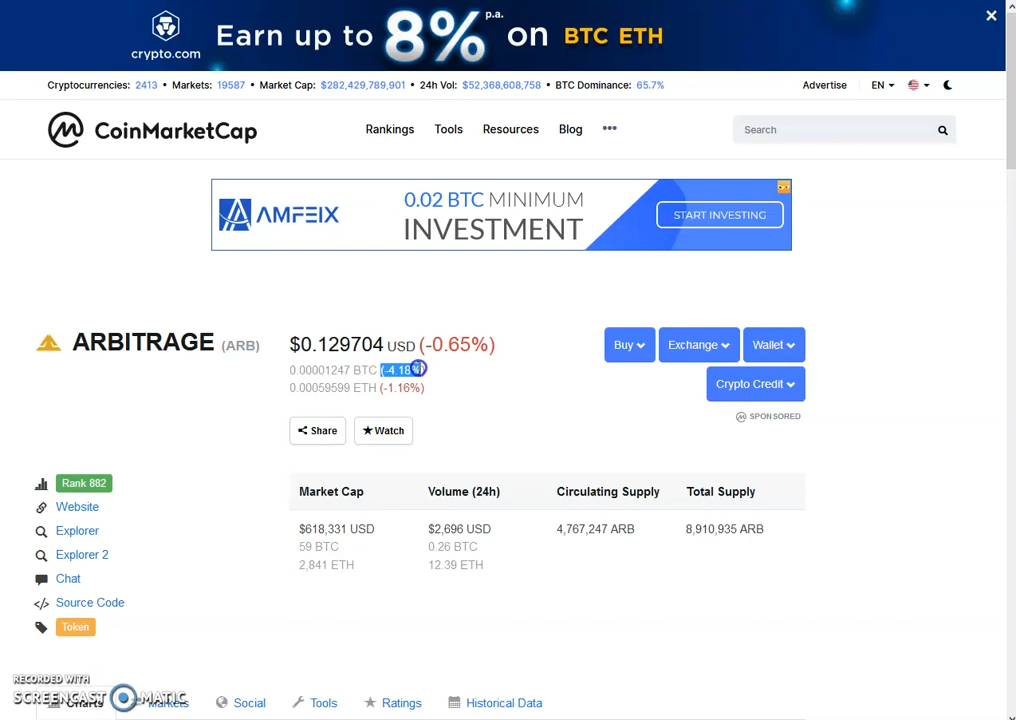 Earn up to 8% p.a. on BTC ETH
crypto.com
Cryptocurrencies: 2413 • Markets: 19587 • Market Cap: $282,429,789,901 • 24h Vol: $52,368,608,758 • BTC Dominance: 65.7%
Advertise EN
CoinMarketCap
Rankings Tools Resources Blog •••
Search
AMFEIX
0.02 BTC MINIMUM
INVESTMENT
START INVESTING
ARBITRAGE (ARB)
$0.129704 USD (-0.65%)
0.00001247 BTC (-4.18%)
0.00059599 ETH (-1.16%)
Buy Exchange Wallet
Crypto Credit
SPONSORED
Share Watch
Rank 882
Website
Explorer
Explorer 2
Chat
Source Code
Token
Market Cap Volume (24h) Circulating Supply Total Supply
$618,331 USD $2,696 USD 4,767,247 ARB 8,910,935 ARB
59 BTC 0.26 BTC
2,841 ETH 12.39 ETH
RECORDED WITH
SCREENCAST MATIC
Charts Markets Social Tools Ratings Historical Data